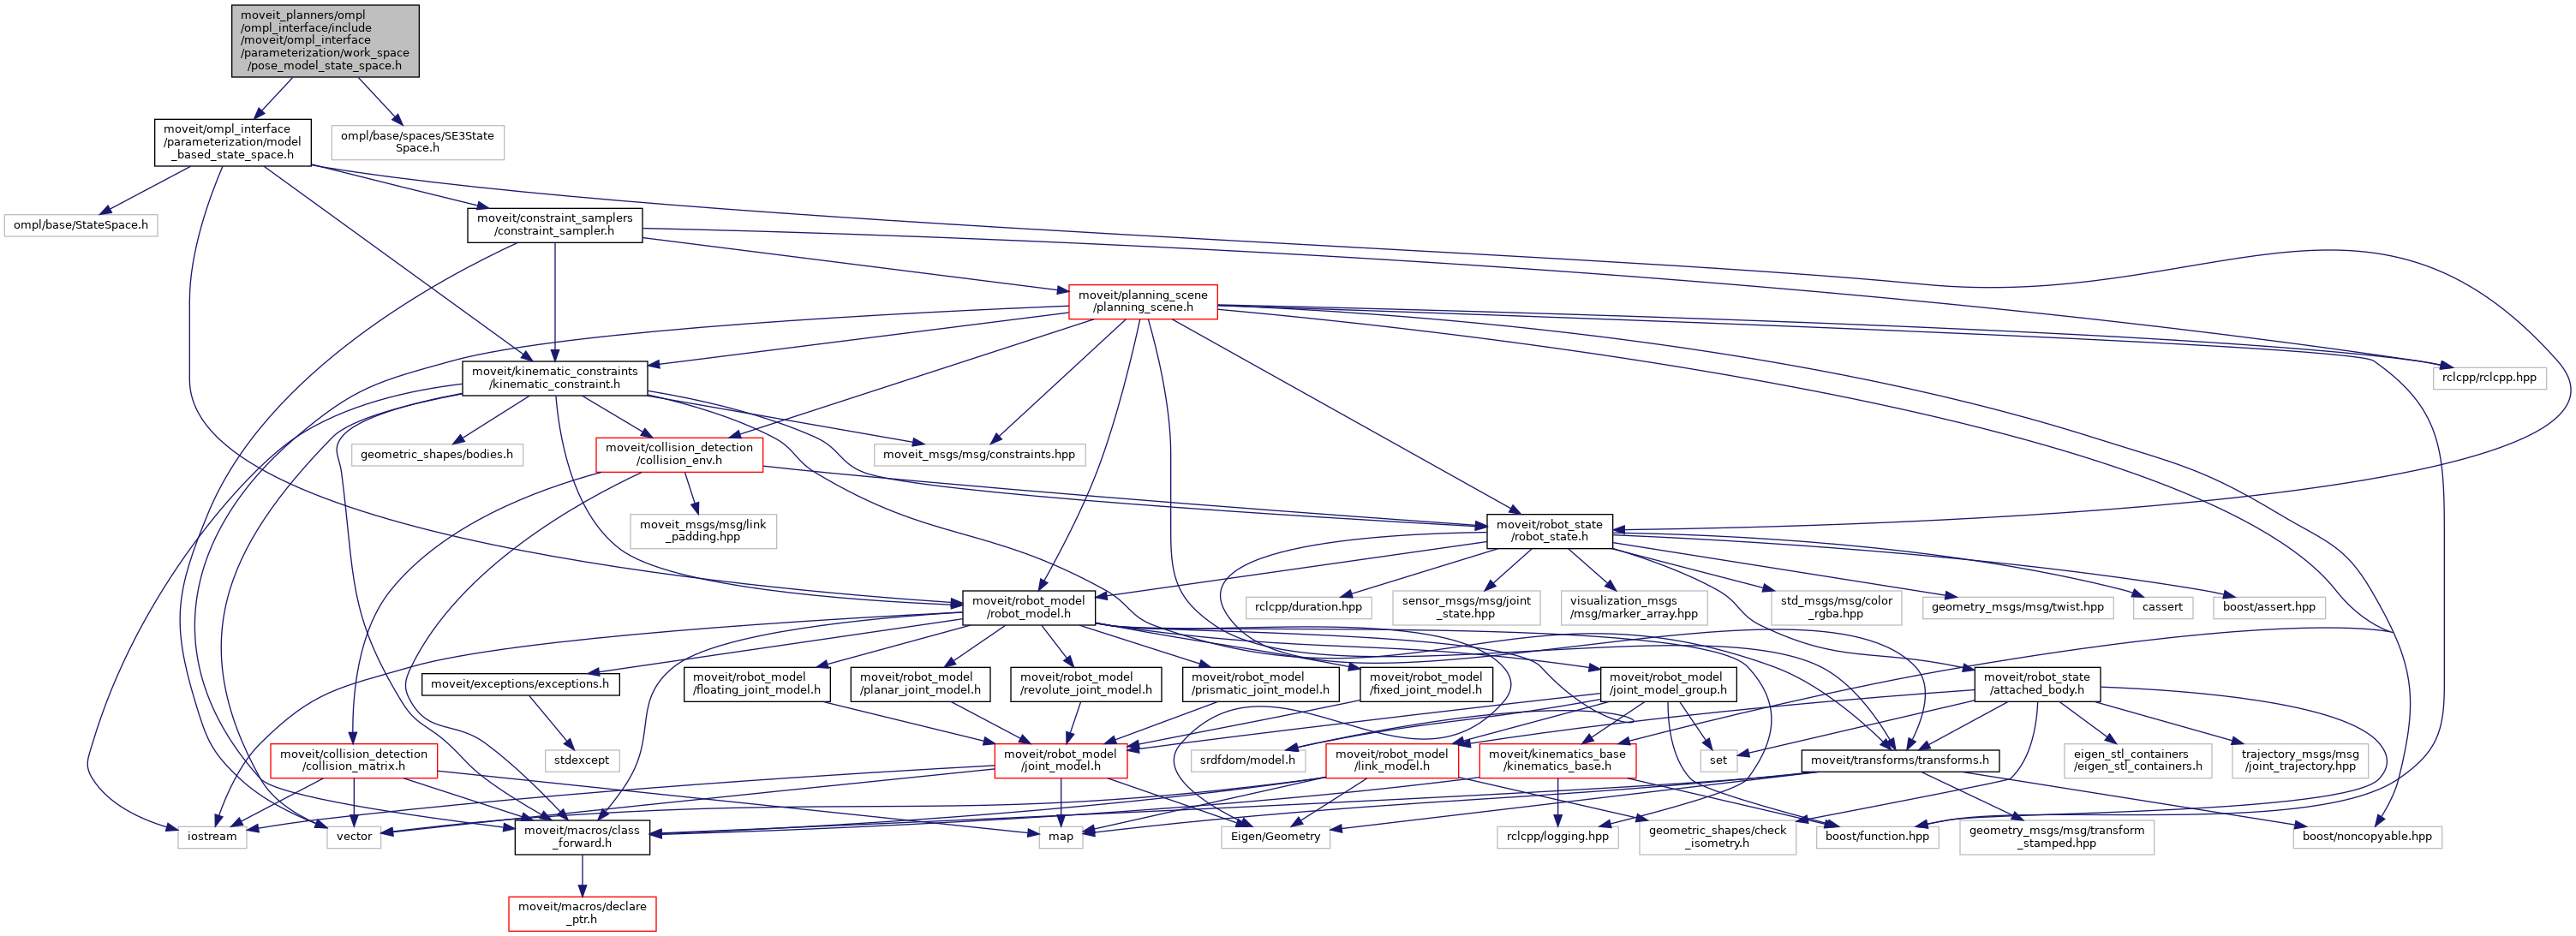 moveit_planners/ompl
/ompl_interface/include
/moveit/ompl_interface
/parameterization/work_space
/pose_model_state_space.h
moveit/ompl_interface
/parameterization/model
_based_state_space.h
ompl/base/spaces/SE3State
Space.h
ompl/base/StateSpace.h
moveit/constraint_samplers
/constraint_sampler.h
moveit/planning_scene
/planning_scene.h
moveit/kinematic_constraints
/kinematic_constraint.h
rclcpp/rclcpp.hpp
geometric_shapes/bodies.h
moveit/collision_detection
/collision_env.h
moveit_msgs/msg/constraints.hpp
moveit_msgs/msg/link
_padding.hpp
moveit/robot_state
/robot_state.h
moveit/robot_model
/robot_model.h
rclcpp/duration.hpp
sensor_msgs/msg/joint
_state.hpp
visualization_msgs
/msg/marker_array.hpp
std_msgs/msg/color
_rgba.hpp
geometry_msgs/msg/twist.hpp
cassert
boost/assert.hpp
moveit/exceptions/exceptions.h
moveit/robot_model
/floating_joint_model.h
moveit/robot_model
/planar_joint_model.h
moveit/robot_model
/revolute_joint_model.h
moveit/robot_model
/prismatic_joint_model.h
moveit/robot_model
/fixed_joint_model.h
moveit/robot_model
/joint_model_group.h
moveit/robot_state
/attached_body.h
moveit/collision_detection
/collision_matrix.h
stdexcept
moveit/robot_model
/joint_model.h
srdfdom/model.h
moveit/robot_model
/link_model.h
moveit/kinematics_base
/kinematics_base.h
set
moveit/transforms/transforms.h
eigen_stl_containers
/eigen_stl_containers.h
trajectory_msgs/msg
/joint_trajectory.hpp
iostream
vector
moveit/macros/class
_forward.h
map
Eigen/Geometry
rclcpp/logging.hpp
geometric_shapes/check
_isometry.h
boost/function.hpp
geometry_msgs/msg/transform
_stamped.hpp
boost/noncopyable.hpp
moveit/macros/declare
_ptr.h